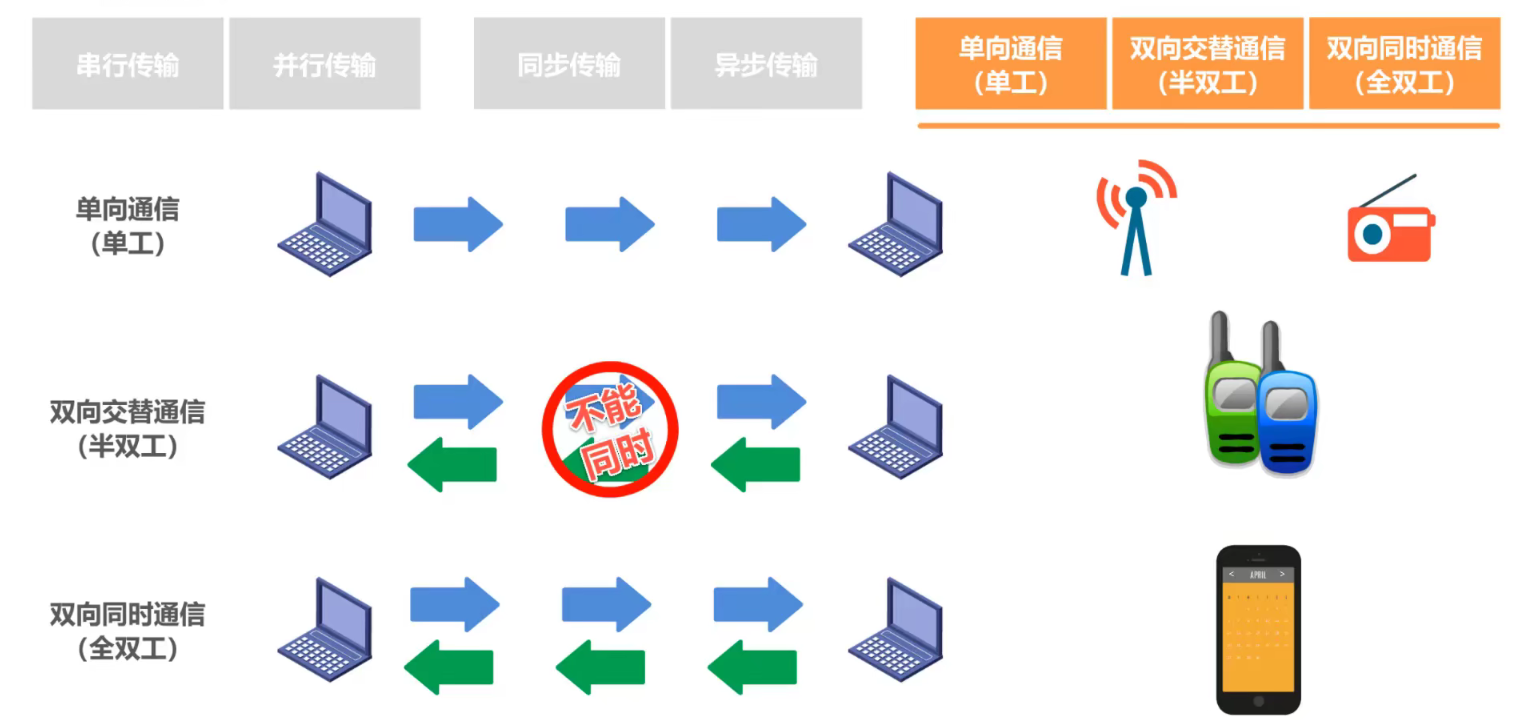 串行传输
并行传输
同步传输
异步传输
单向通信
（单工）
双向交替通信
（半双工）
双向同时通信
（全双工）
单向通信
（单工）
双向交替通信
（半双工）
不能
同时
双向同时通信
（全双工）
< APRIL >